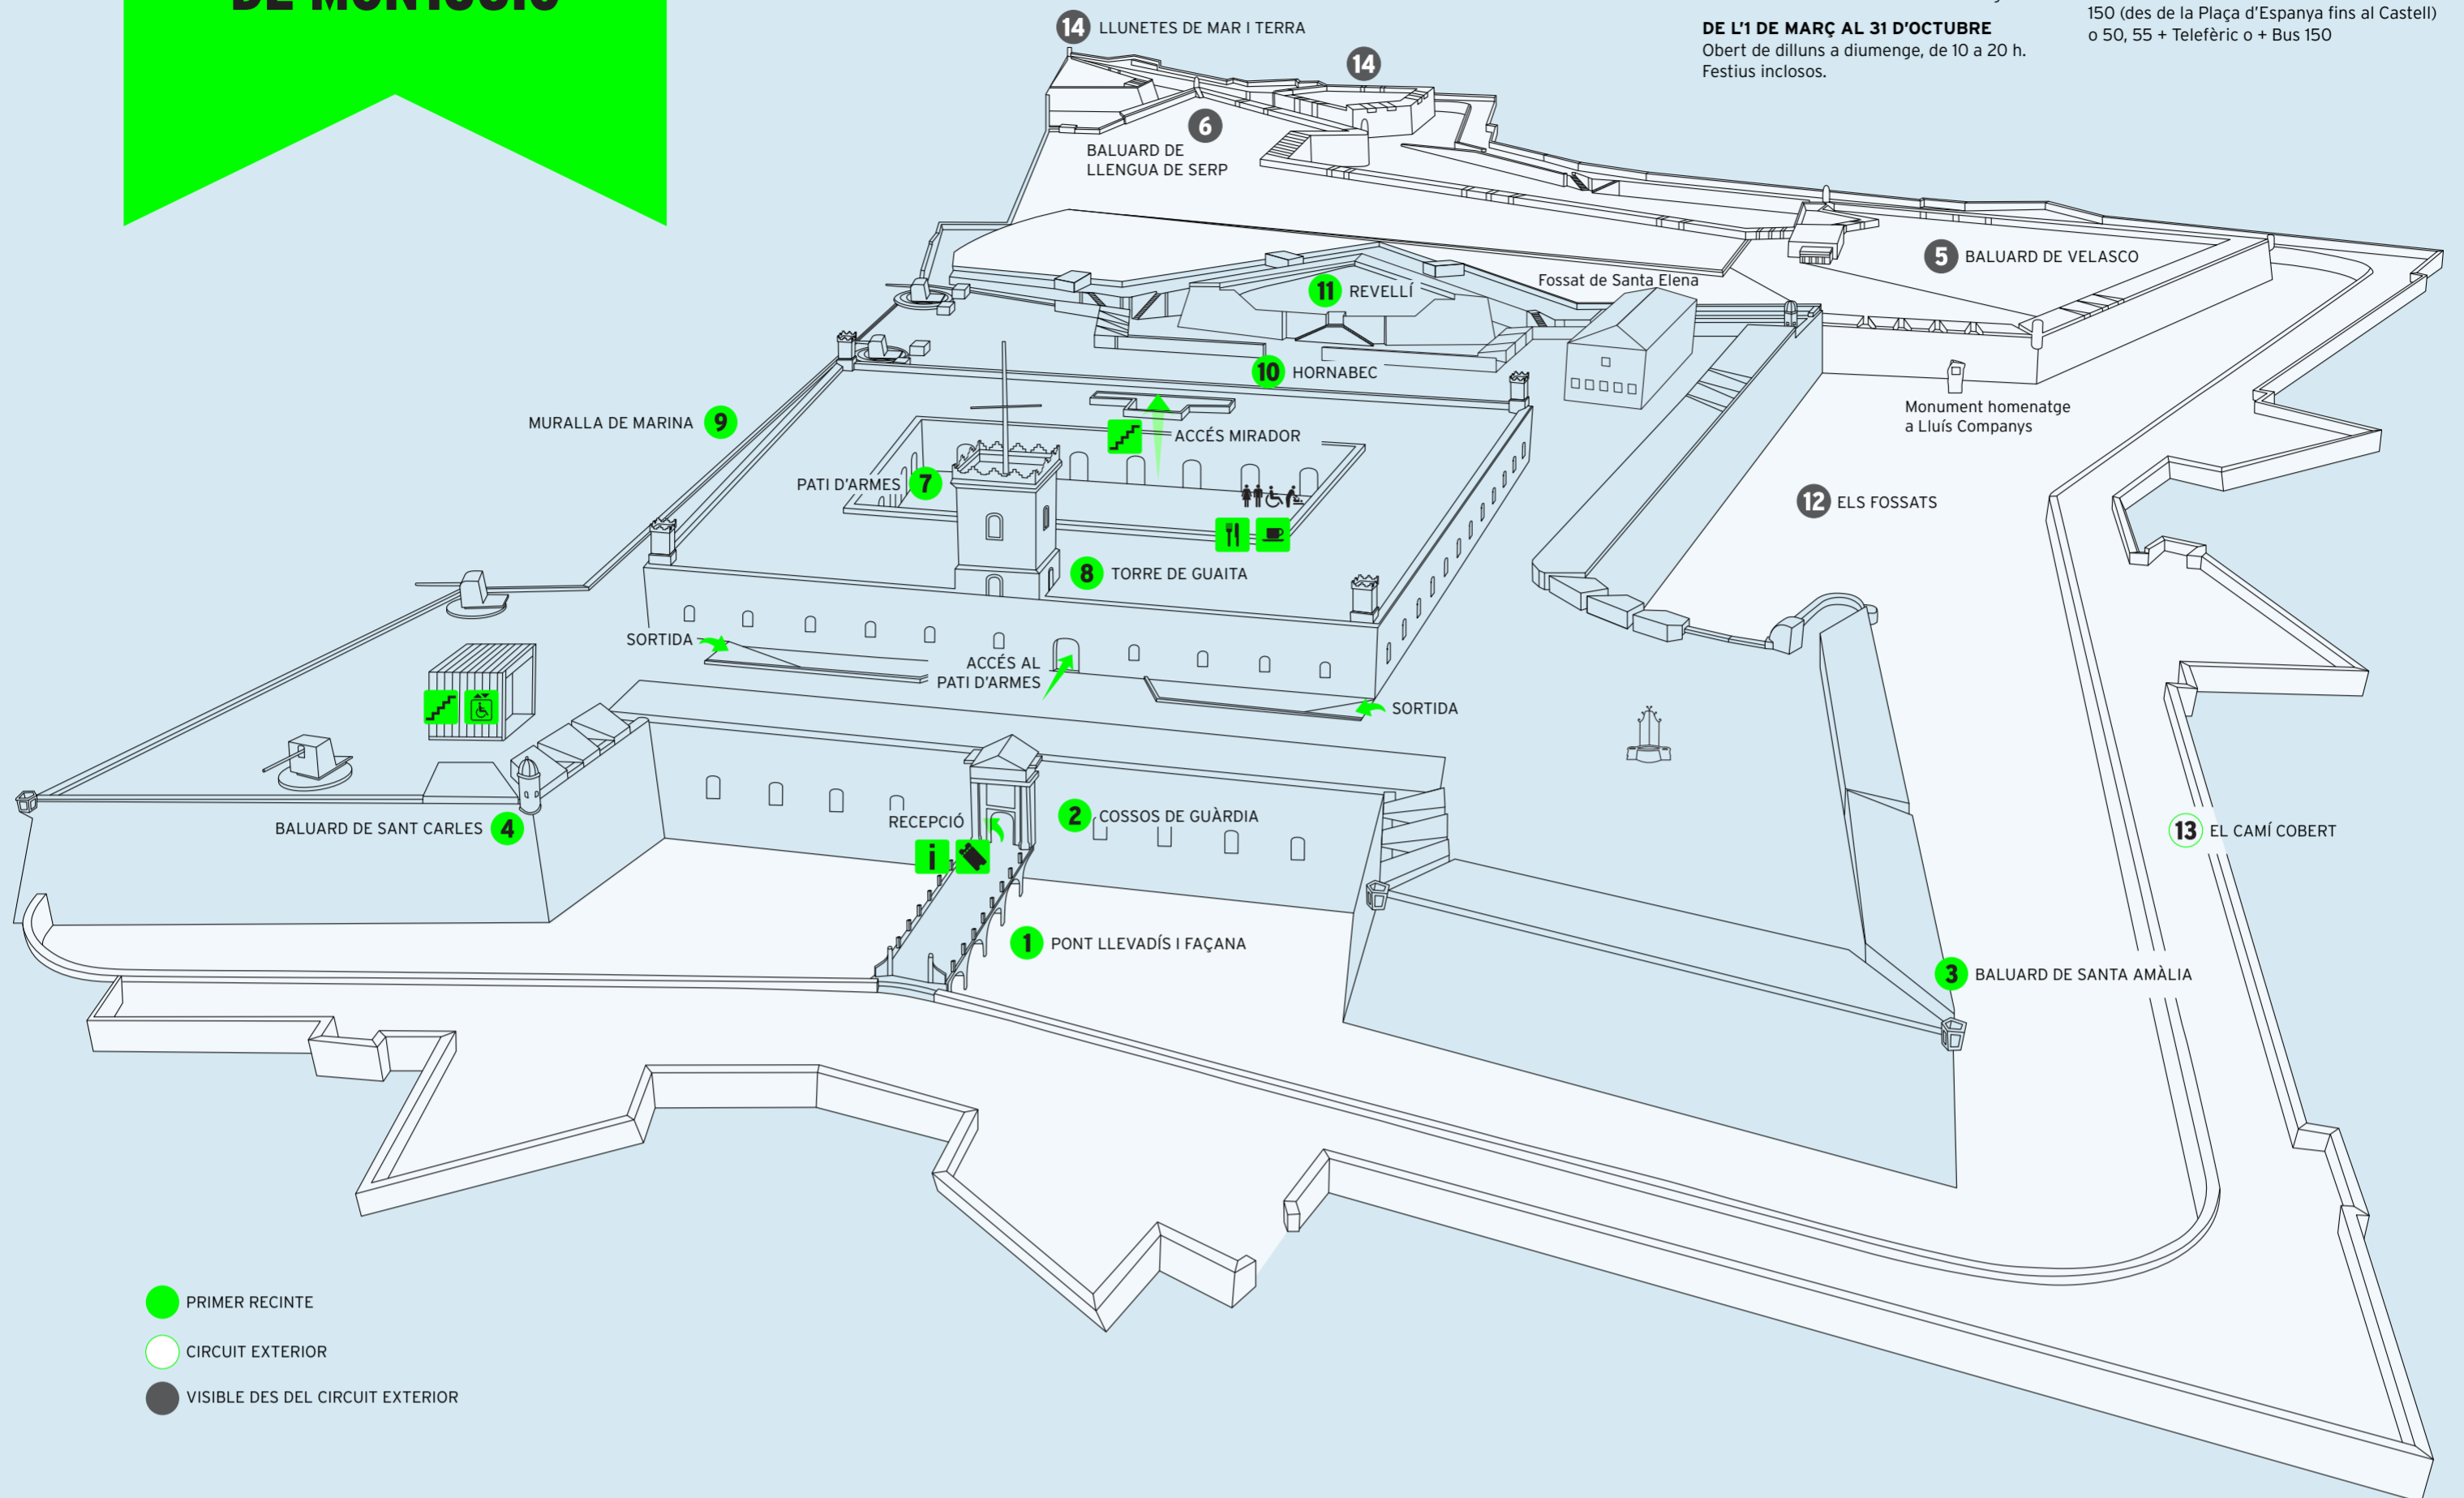 14 LLUNETES DE MAR I TERRA
DE L'1 DE MARÇ AL 31 D'OCTUBRE
Obert de dilluns a diumenge, de 10 a 20 h.
Festius inclosos.
150 (des de la Plaça d'Espanya fins al Castell)
o 50, 55 + Telefèric o + Bus 150
14
6
BALUARD DE
LLENGUA DE SERP
5 BALUARD DE VELASCO
Fossat de Santa Elena
11 REVELLÍ
10 HORNABEC
Monument homenatge
a Lluís Companys
MURALLA DE MARINA 9
ACCÉS MIRADOR
PATI D'ARMES 7
12 ELS FOSSATS
8 TORRE DE GUAITA
SORTIDA
ACCÉS AL
PATI D'ARMES
SORTIDA
RECEPCIÓ
i
2 COSSOS DE GUÀRDIA
BALUARD DE SANT CARLES 4
13 EL CAMÍ COBERT
1 PONT LLEVADÍS I FAÇANA
3 BALUARD DE SANTA AMÀLIA
PRIMER RECINTE
CIRCUIT EXTERIOR
VISIBLE DES DEL CIRCUIT EXTERIOR